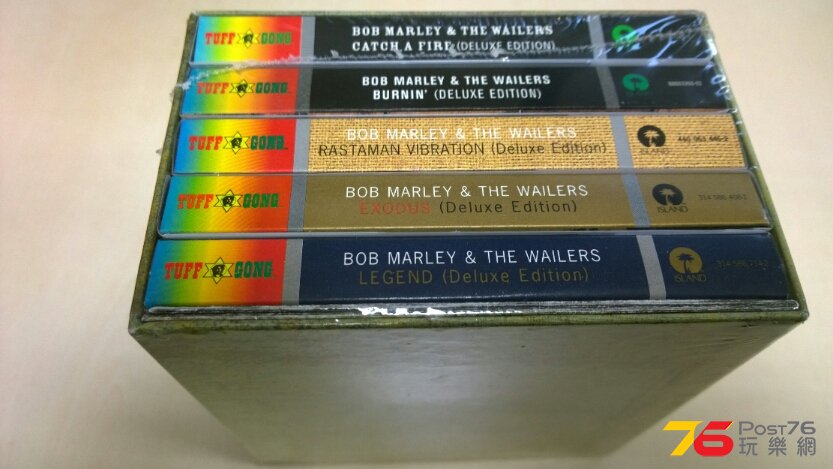 TUFF GONG
BOB MARLEY & THE WAILERS
CATCH A FIRE (DELUXE EDITION)
BOB MARLEY & THE WAILERS
BURNIN' (DELUXE EDITION)
TUFF GONG
BOB MARLEY & THE WAILERS
RASTAMAN VIBRATION (Deluxe Edition)
ISLAND
TUFF GONG
BOB MARLEY & THE WAILERS
EXODUS (Deluxe Edition)
ISLAND
TUFF GONG
BOB MARLEY & THE WAILERS
LEGEND (Deluxe Edition)
ISLAND
76 POST76
玩樂網